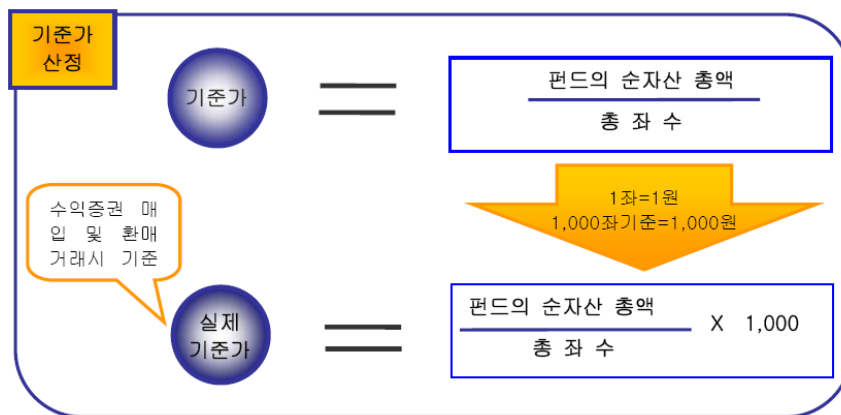 기준가
산정
기준가
펀드의 순자산 총액
총 좌 수
1좌=1원
1,000좌기준=1,000원
수익증권 매
입 및 환매
거래시 기준
실제
기준가
펀드의 순자산 총액
총 좌 수
X 1,000